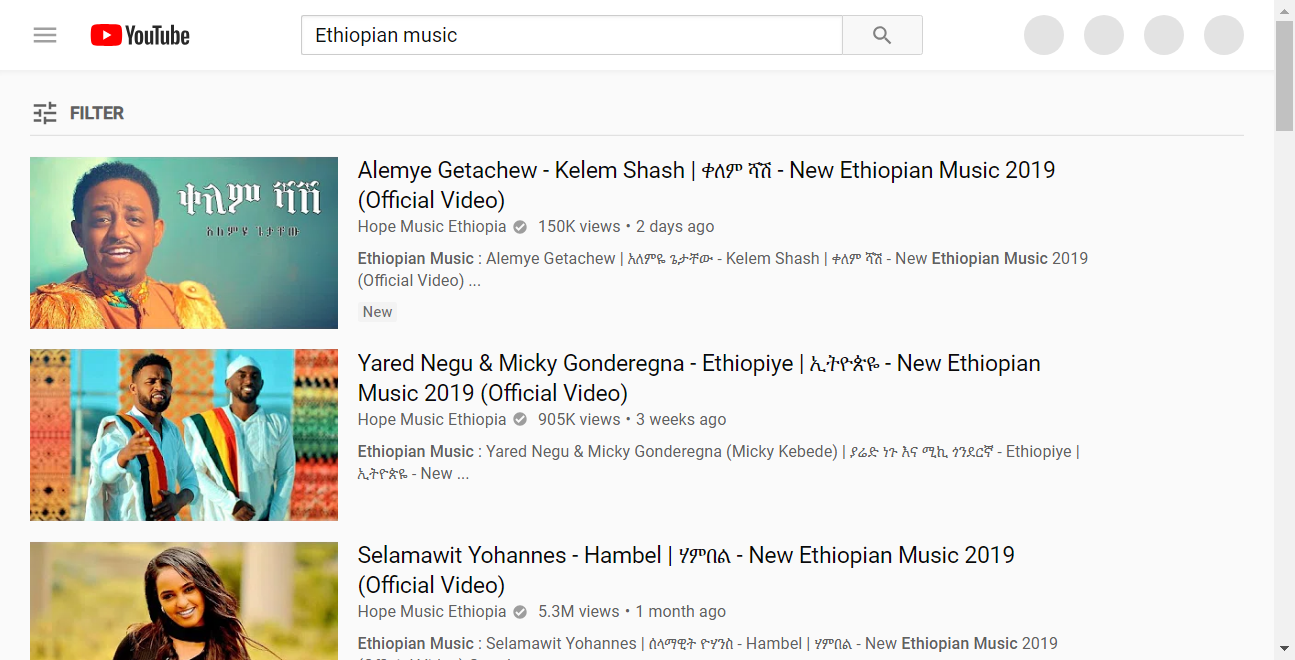 YouTube
Ethiopian music
FILTER
ቀለም ሻሽ
አለምዬ ጌታቸው
Alemye Getachew - Kelem Shash | ቀለም ሻሽ - New Ethiopian Music 2019
(Official Video)
Hope Music Ethiopia 150K views • 2 days ago
Ethiopian Music : Alemye Getachew | አለምዬ ጌታቸው - Kelem Shash | ቀለም ሻሽ - New Ethiopian Music 2019
(Official Video) ...
New
Yared Negu & Micky Gonderegna - Ethiopiye | ኢትዮጵዬ - New Ethiopian
Music 2019 (Official Video)
Hope Music Ethiopia 905K views • 3 weeks ago
Ethiopian Music : Yared Negu & Micky Gonderegna (Micky Kebede) | ያሬድ ነጉ እና ሚኪ ጎንደርኛ - Ethiopiye |
ኢትዮጵዬ - New ...
Selamawit Yohannes - Hambel | ሃምበል - New Ethiopian Music 2019
(Official Video)
Hope Music Ethiopia 5.3M views • 1 month ago
Ethiopian Music : Selamawit Yohannes | ሰላማዊት ዮሃንስ - Hambel | ሃምበል - New Ethiopian Music 2019